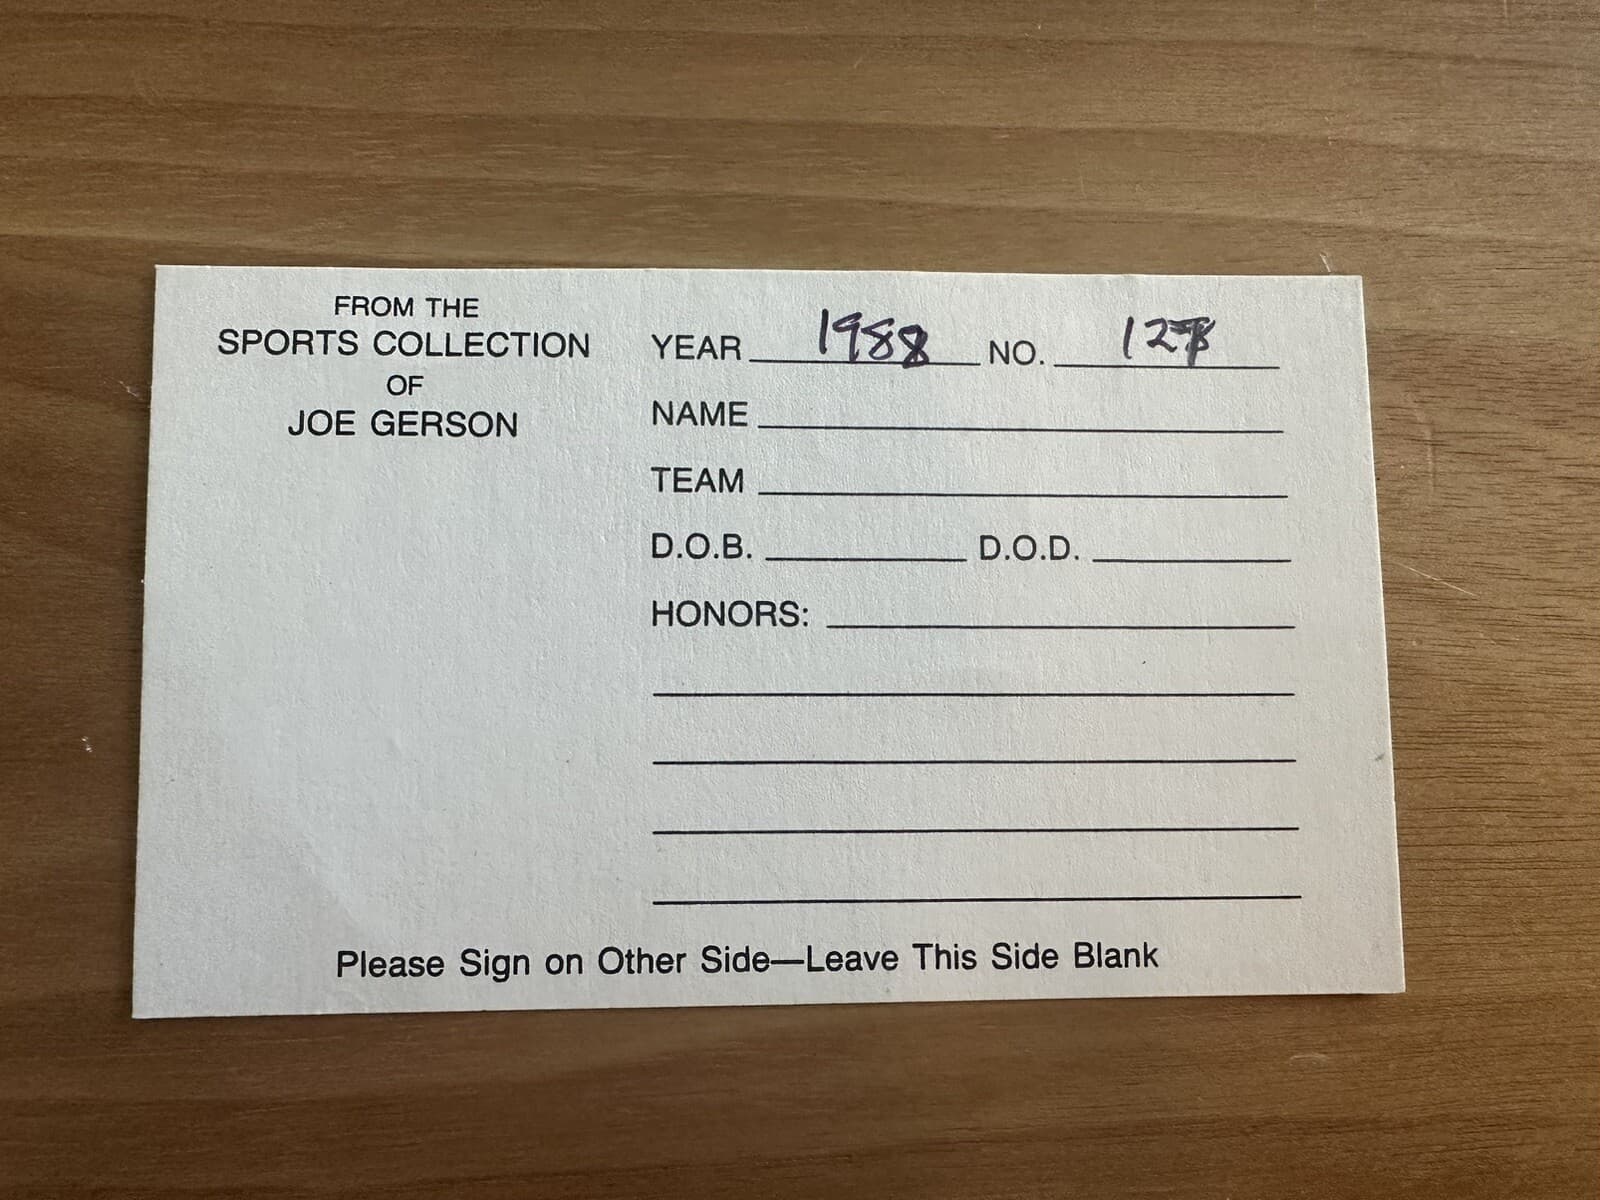 FROM THE
SPORTS COLLECTION
OF
JOE GERSON
YEAR 1988 NO.
NAME
TEAM
D.O.B. D.O.D.
HONORS:
Please Sign on Other Side—Leave This Side Blank